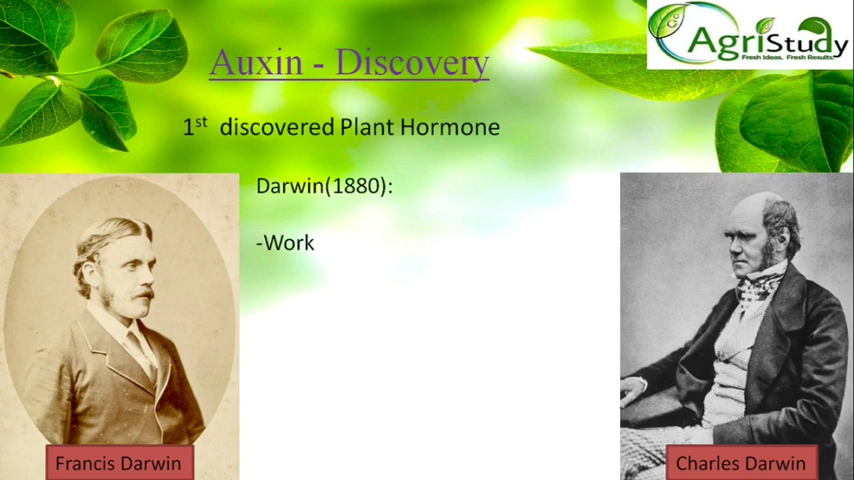 AgriStudy
Fresh Ideas. Fresh Results.
Auxin - Discovery
1st discovered Plant Hormone
Darwin(1880):
-Work
Francis Darwin
Charles Darwin